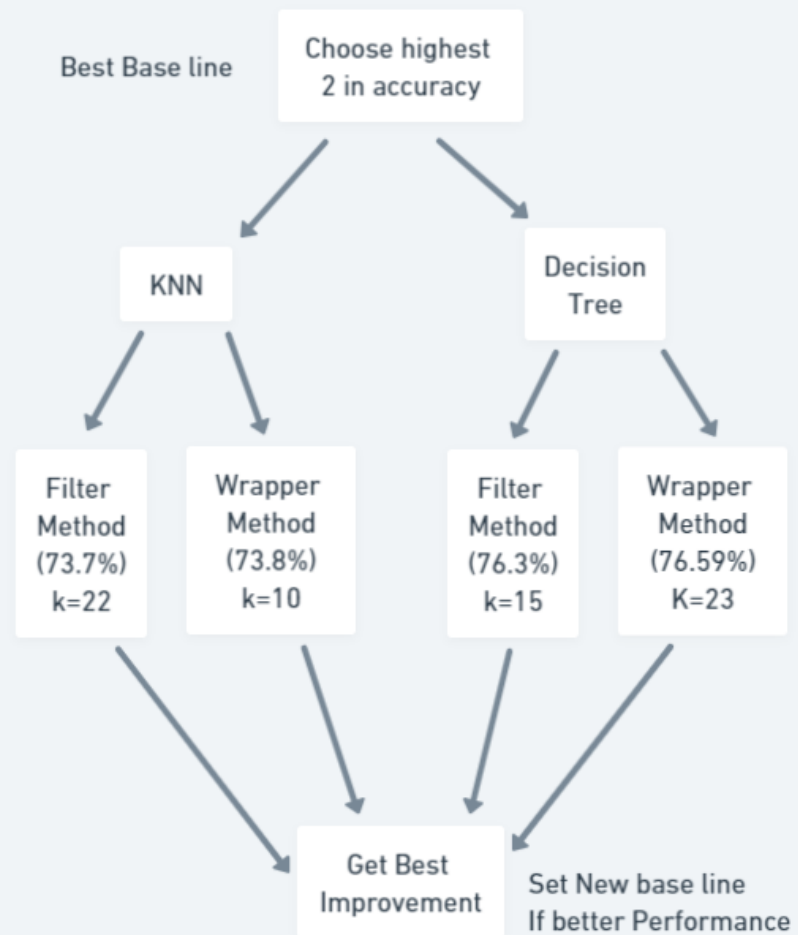 Best Base line
Choose highest
2 in accuracy
KNN
Decision
Tree
Filter
Method
(73.7%)
k=22
Wrapper
Method
(73.8%)
k=10
Filter
Method
(76.3%)
k=15
Wrapper
Method
(76.59%)
K=23
Get Best
Improvement
Set New base line
If better Performance